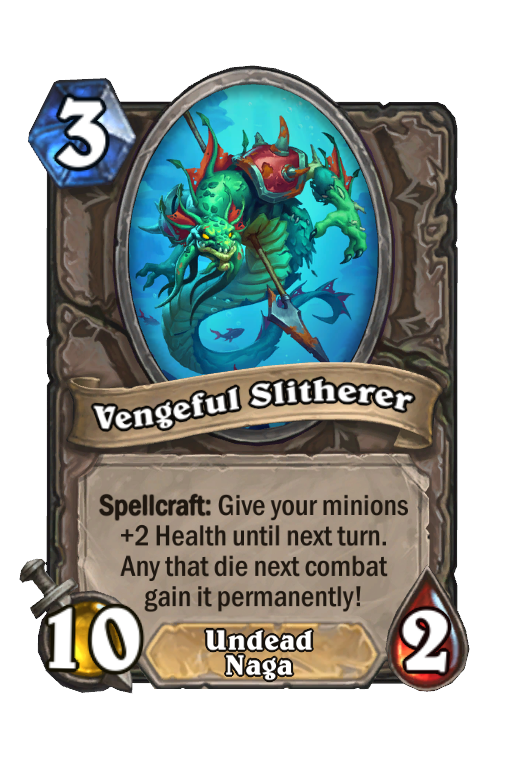 3
Vengeful Slitherer
Spellcraft: Give your minions
+2 Health until next turn.
Any that die next combat
gain it permanently!
10
Undead
Naga
2